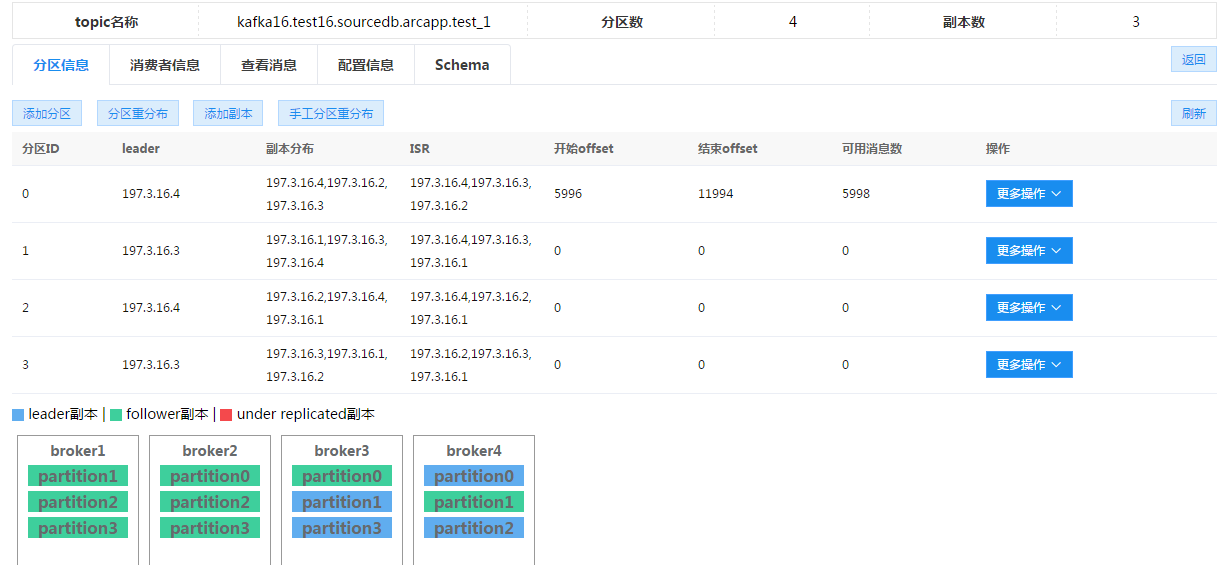 topic名称 kafka16.test16.sourcedb.arcapp.test_1 分区数 4 副本数 3
分区信息 消费者信息 查看消息 配置信息 Schema 返回
添加分区 分区重分布 添加副本 手工分区重分布 刷新
分区ID leader 副本分布 ISR 开始offset 结束offset 可用消息数 操作
0 197.3.16.4 197.3.16.4,197.3.16.2, 197.3.16.4,197.3.16.3, 5996 11994 5998 更多操作
197.3.16.3 197.3.16.2
1 197.3.16.3 197.3.16.1,197.3.16.3, 197.3.16.4,197.3.16.3, 0 0 0 更多操作
197.3.16.4 197.3.16.1
2 197.3.16.4 197.3.16.2,197.3.16.4, 197.3.16.4,197.3.16.2, 0 0 0 更多操作
197.3.16.1 197.3.16.1
3 197.3.16.3 197.3.16.3,197.3.16.1, 197.3.16.2,197.3.16.3, 0 0 0 更多操作
197.3.16.2 197.3.16.1
leader副本 | follower副本 | under replicated副本
broker1 broker2 broker3 broker4
partition1 partition0 partition0 partition0
partition2 partition2 partition1 partition1
partition3 partition3 partition3 partition2